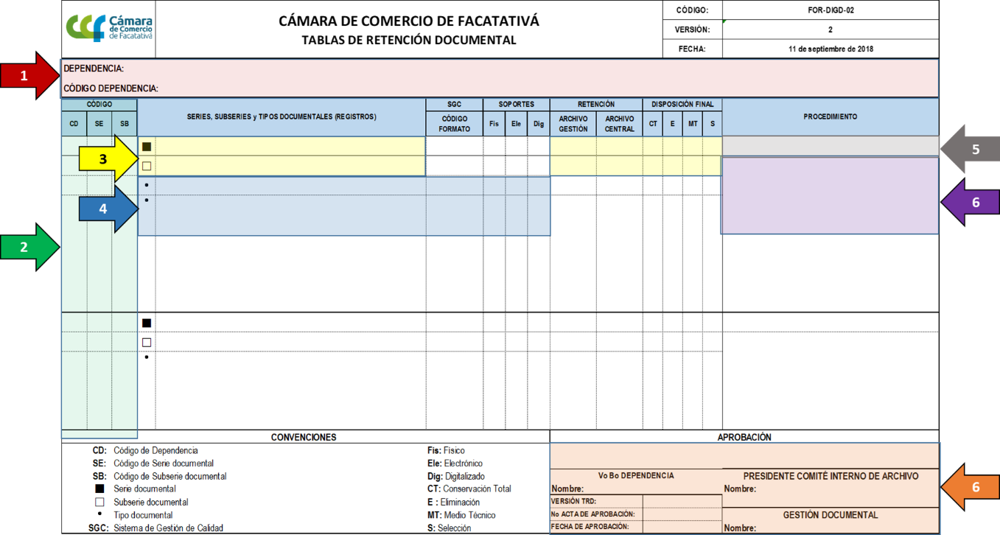 Cámara
de Comercio
de Facatativá
CÁMARA DE COMERCIO DE FACATATIVÁ
TABLAS DE RETENCIÓN DOCUMENTAL
CÓDIGO: FOR-DIGD-02
VERSIÓN: 2
FECHA: 11 de septiembre de 2018
1
DEPENDENCIA:
CÓDIGO DEPENDENCIA:
CÓDIGO SERIES, SUBSERIES y TIPOS DOCUMENTALES (REGISTROS) SGC SOPORTES RETENCIÓN DISPOSICIÓN FINAL PROCEDIMIENTO
CD SE SB CÓDIGO FORMATO Fis Ele Dig ARCHIVO GESTIÓN ARCHIVO CENTRAL CT E MT S
3
5
4
6
2
CONVENCIONES APROBACIÓN
CD: Código de Dependencia Fis: Físico
SE: Código de Serie documental Ele: Electrónico
SB: Código de Subserie documental Dig: Digitalizado
■ Serie documental CT: Conservación Total
□ Subserie documental E : Eliminación
• Tipo documental MT: Medio Técnico
SGC: Sistema de Gestión de Calidad S: Selección
Vo Bo DEPENDENCIA PRESIDENTE COMITÉ INTERNO DE ARCHIVO
Nombre: Nombre:
6
VERSIÓN TRD:
No ACTA DE APROBACIÓN: GESTIÓN DOCUMENTAL
FECHA DE APROBACIÓN: Nombre: